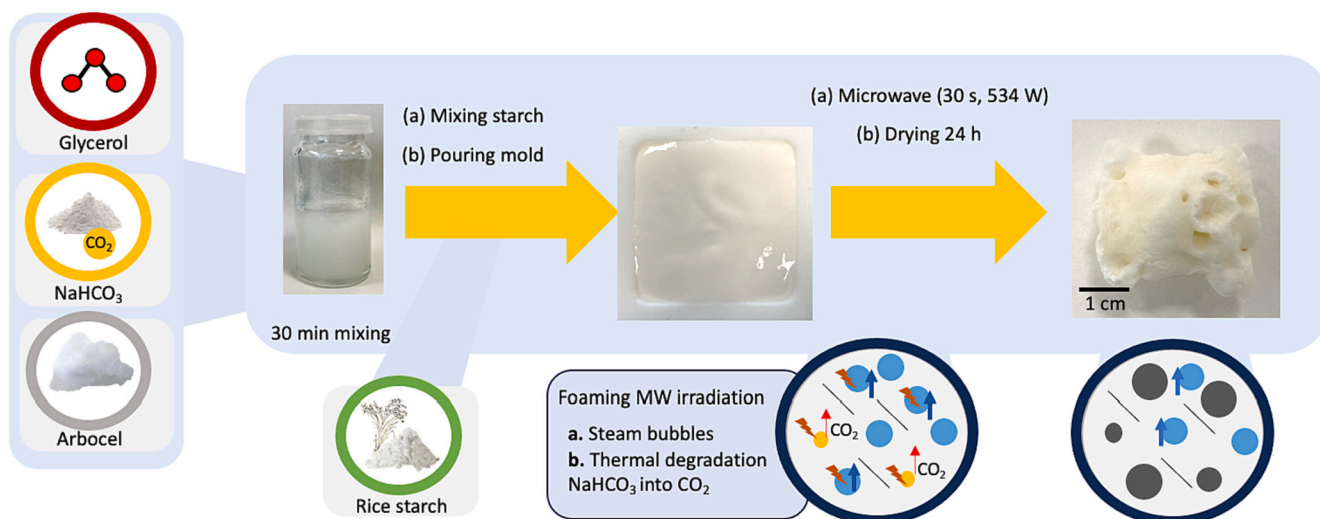 Glycerol
CO₂
NaHCO₃
Arbocel
30 min mixing
(a) Mixing starch
(b) Pouring mold
Rice starch
(a) Microwave (30 s, 534 W)
(b) Drying 24 h
1 cm
Foaming MW irradiation
a. Steam bubbles
b. Thermal degradation
NaHCO₃ into CO₂
CO₂
CO₂